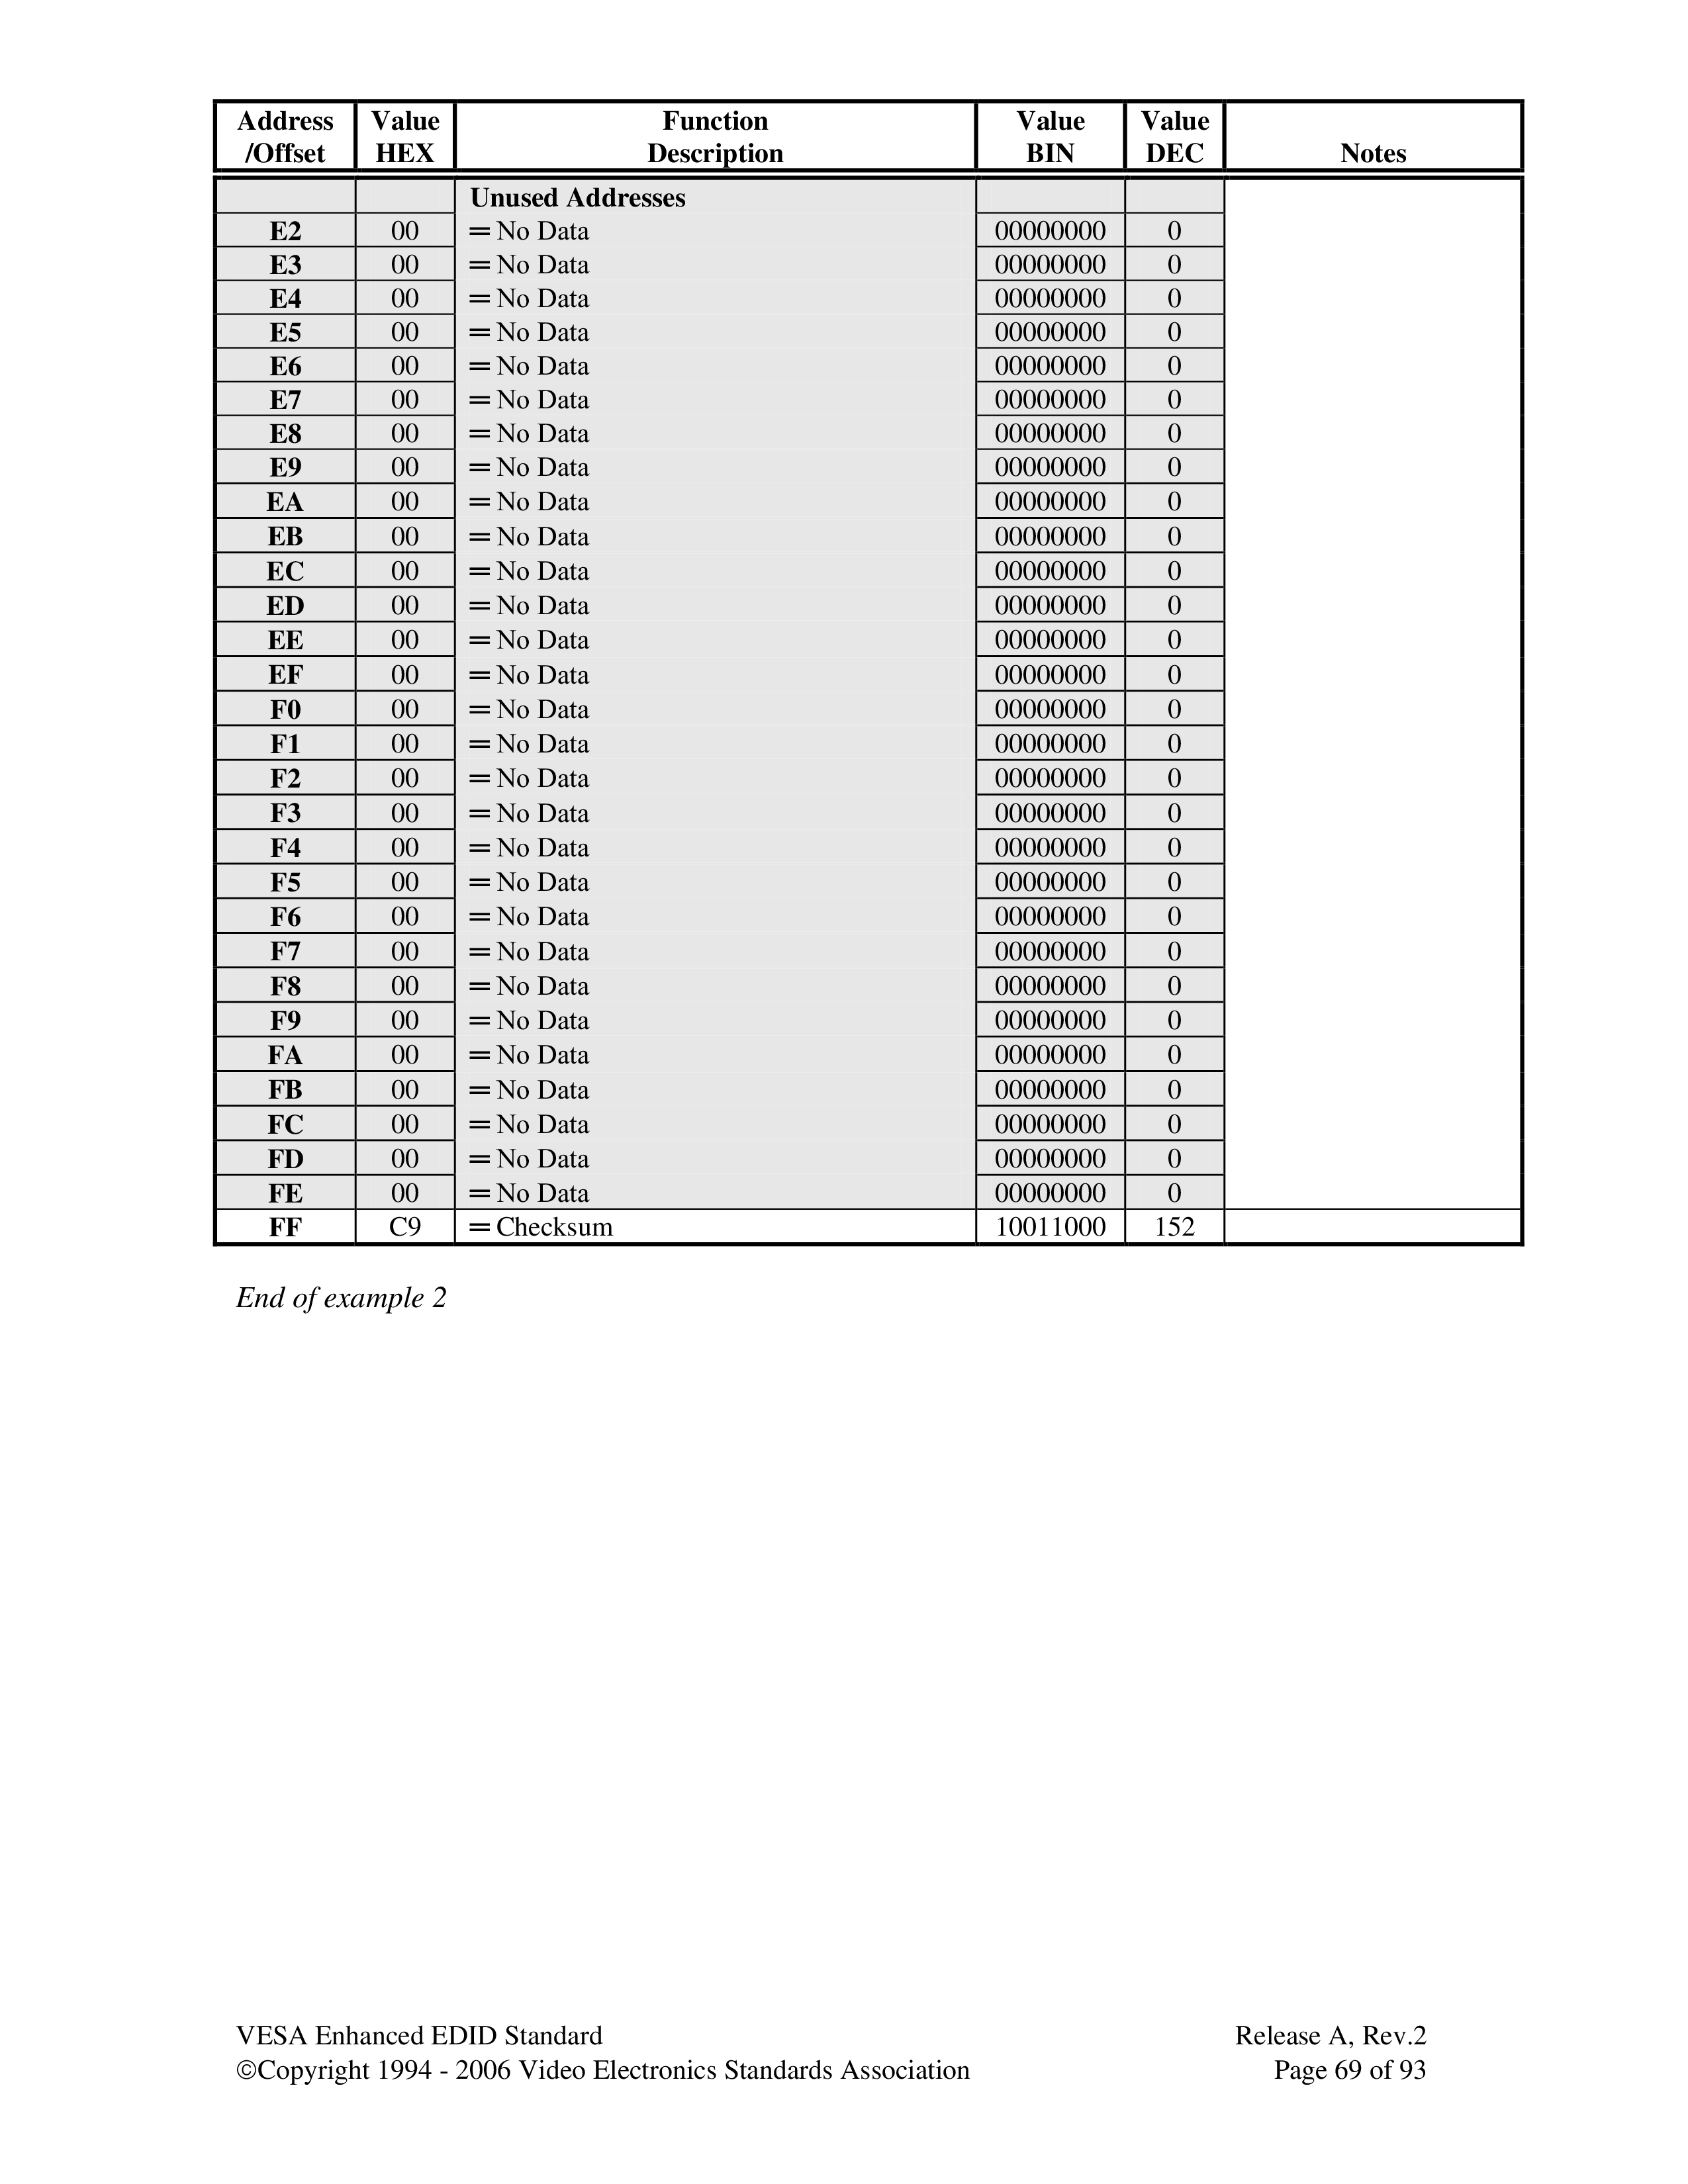 Address /Offset Value HEX Function Description Value BIN Value DEC Notes
Unused Addresses
E2 00 = No Data 00000000 0
E3 00 = No Data 00000000 0
E4 00 = No Data 00000000 0
E5 00 = No Data 00000000 0
E6 00 = No Data 00000000 0
E7 00 = No Data 00000000 0
E8 00 = No Data 00000000 0
E9 00 = No Data 00000000 0
EA 00 = No Data 00000000 0
EB 00 = No Data 00000000 0
EC 00 = No Data 00000000 0
ED 00 = No Data 00000000 0
EE 00 = No Data 00000000 0
EF 00 = No Data 00000000 0
F0 00 = No Data 00000000 0
F1 00 = No Data 00000000 0
F2 00 = No Data 00000000 0
F3 00 = No Data 00000000 0
F4 00 = No Data 00000000 0
F5 00 = No Data 00000000 0
F6 00 = No Data 00000000 0
F7 00 = No Data 00000000 0
F8 00 = No Data 00000000 0
F9 00 = No Data 00000000 0
FA 00 = No Data 00000000 0
FB 00 = No Data 00000000 0
FC 00 = No Data 00000000 0
FD 00 = No Data 00000000 0
FE 00 = No Data 00000000 0
FF C9 = Checksum 10011000 152
End of example 2
VESA Enhanced EDID Standard Release A, Rev.2
©Copyright 1994 - 2006 Video Electronics Standards Association Page 69 of 93